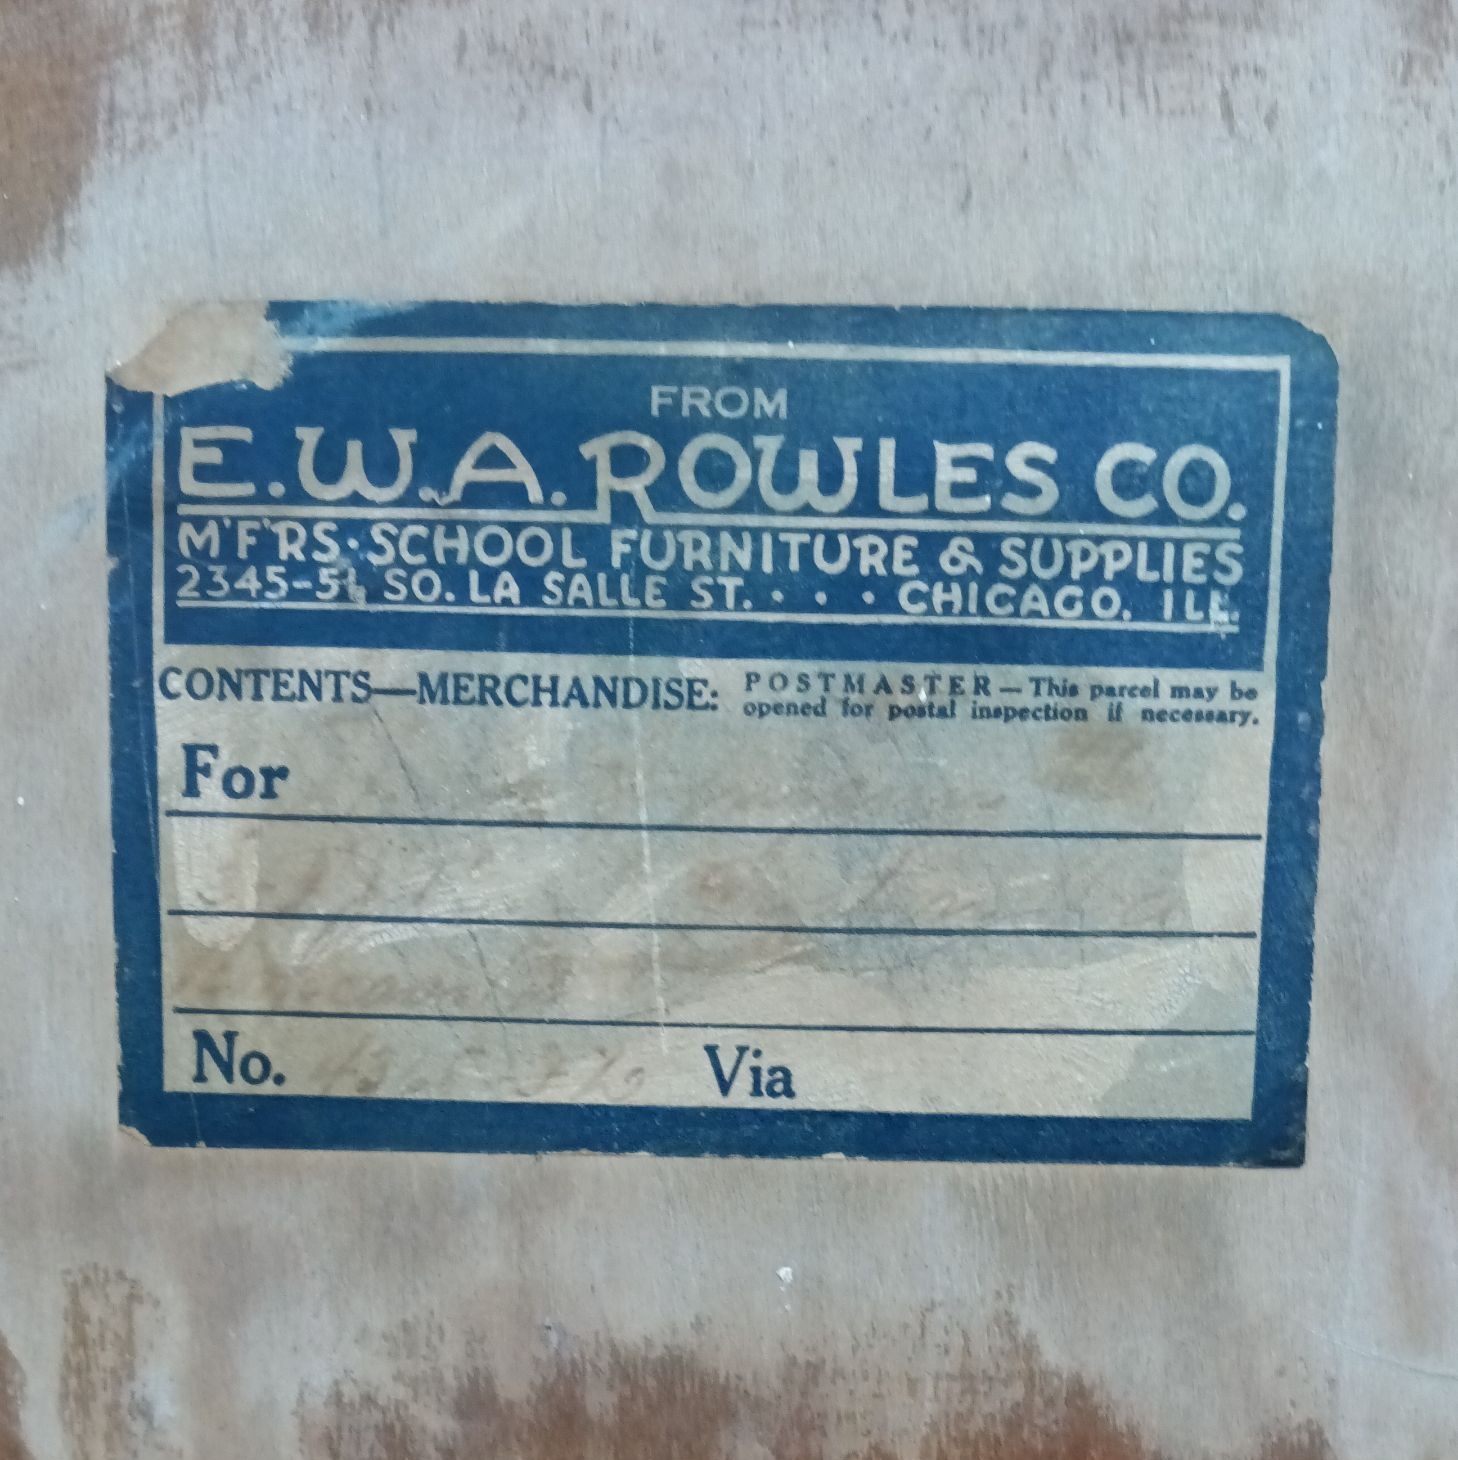 FROM
E.W.A. ROWLES CO.
M'F'RS · SCHOOL FURNITURE & SUPPLIES
2345-51 SO. LA SALLE ST. . . . CHICAGO, ILL.
CONTENTS—MERCHANDISE: POSTMASTER — This parcel may be
opened for postal inspection if necessary.
For
No. Via